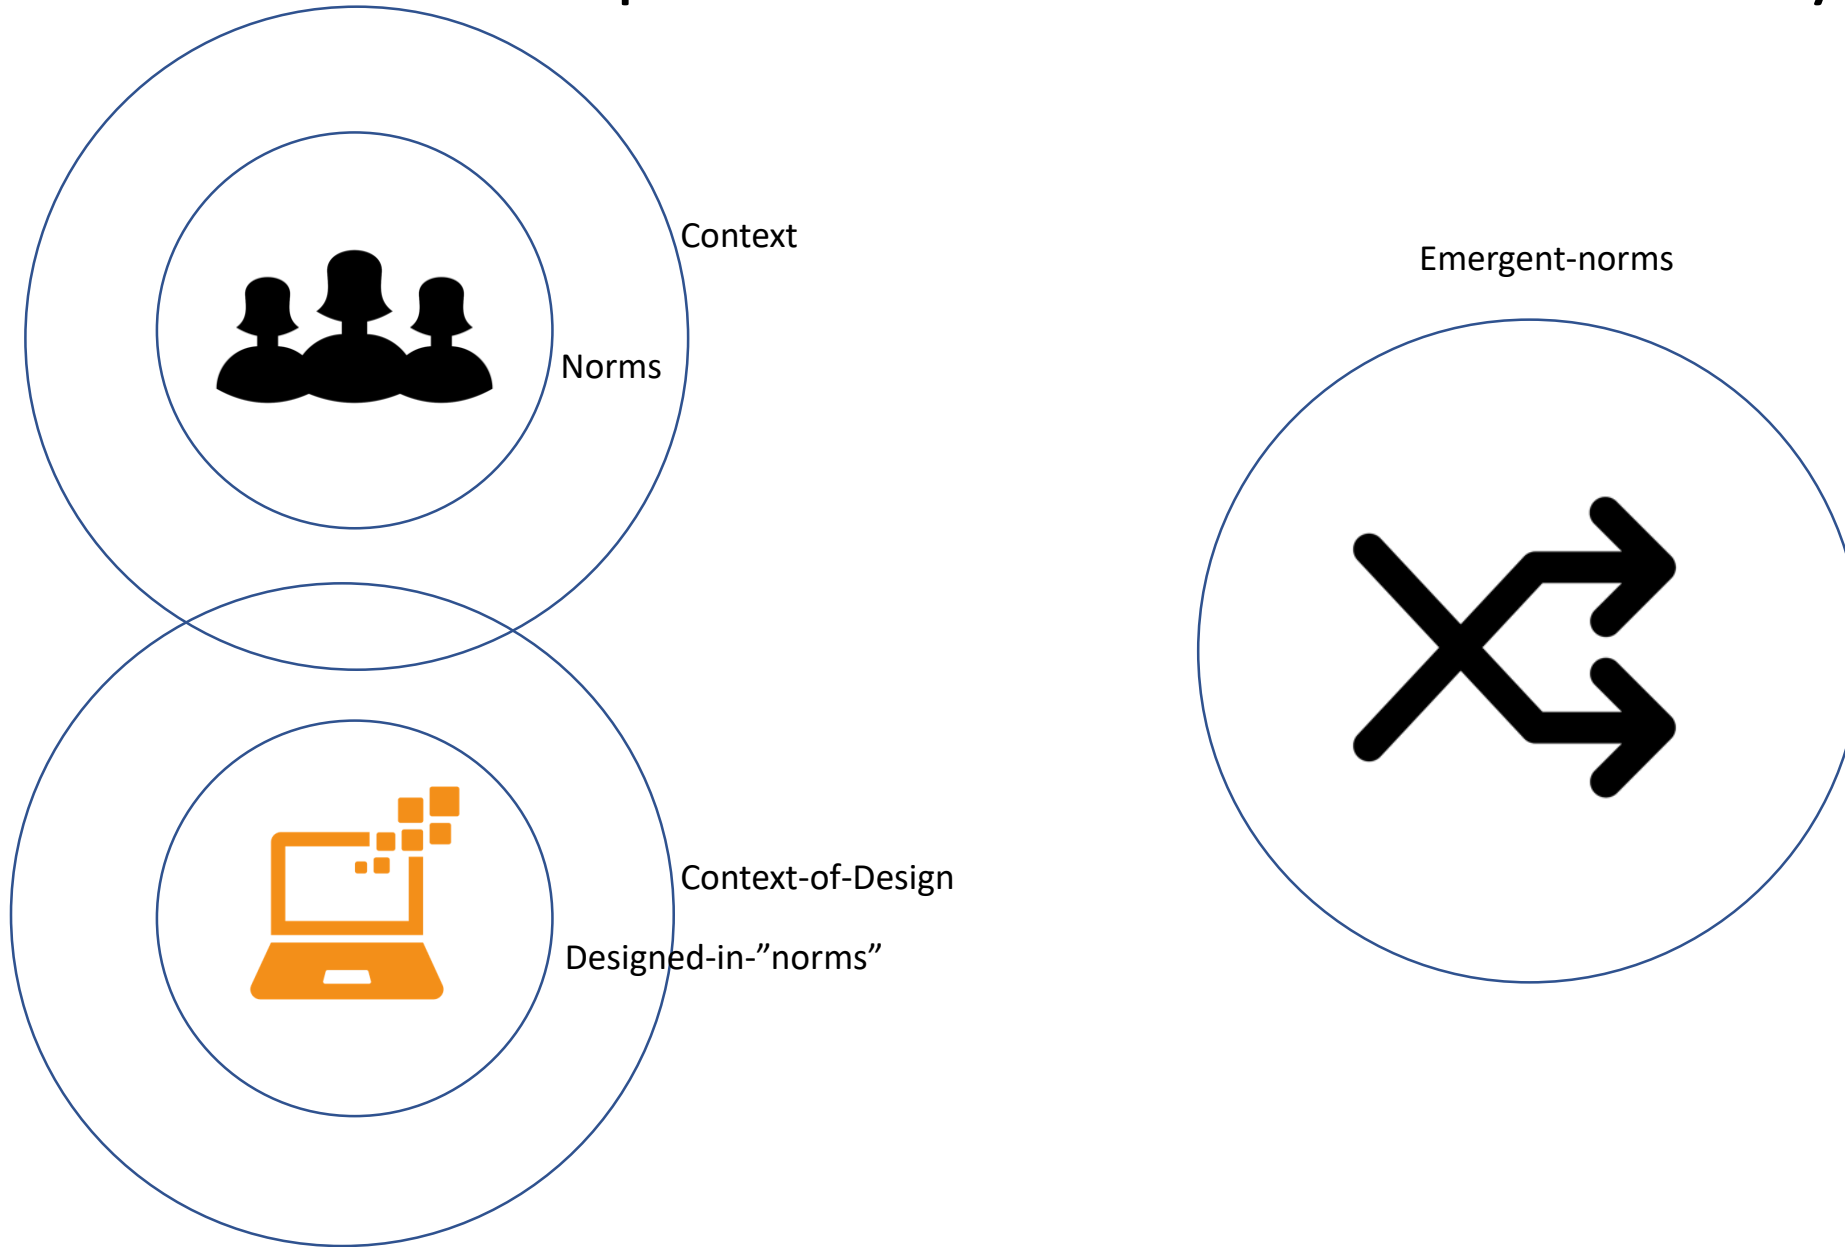 Context
Emergent-norms
Norms
Context-of-Design
Designed-in-”norms”